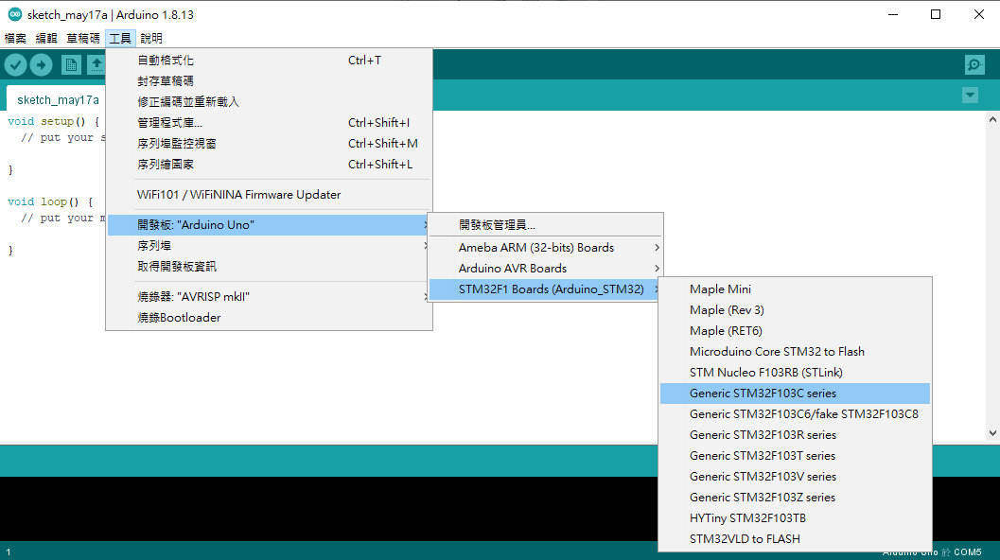 sketch_may17a | Arduino 1.8.13
檔案 編輯 草稿碼 工具 說明
sketch_may17a
void setup() {
// put your s
}
void loop() {
// put your m
}
自動格式化 Ctrl+T
封存草稿碼
修正編碼並重新載入
管理程式庫... Ctrl+Shift+I
序列埠監控視窗 Ctrl+Shift+M
序列繪圖家 Ctrl+Shift+L
WiFi101 / WiFiNINA Firmware Updater
開發板: "Arduino Uno"
序列埠
取得開發板資訊
燒錄器: "AVRISP mkII"
燒錄Bootloader
開發板管理員...
Ameba ARM (32-bits) Boards
Arduino AVR Boards
STM32F1 Boards (Arduino_STM32)
Maple Mini
Maple (Rev 3)
Maple (RET6)
Microduino Core STM32 to Flash
STM Nucleo F103RB (STLink)
Generic STM32F103C series
Generic STM32F103C6/fake STM32F103C8
Generic STM32F103R series
Generic STM32F103T series
Generic STM32F103V series
Generic STM32F103Z series
HYTiny STM32F103TB
STM32VLD to FLASH
1 Arduino Uno 於 COM5